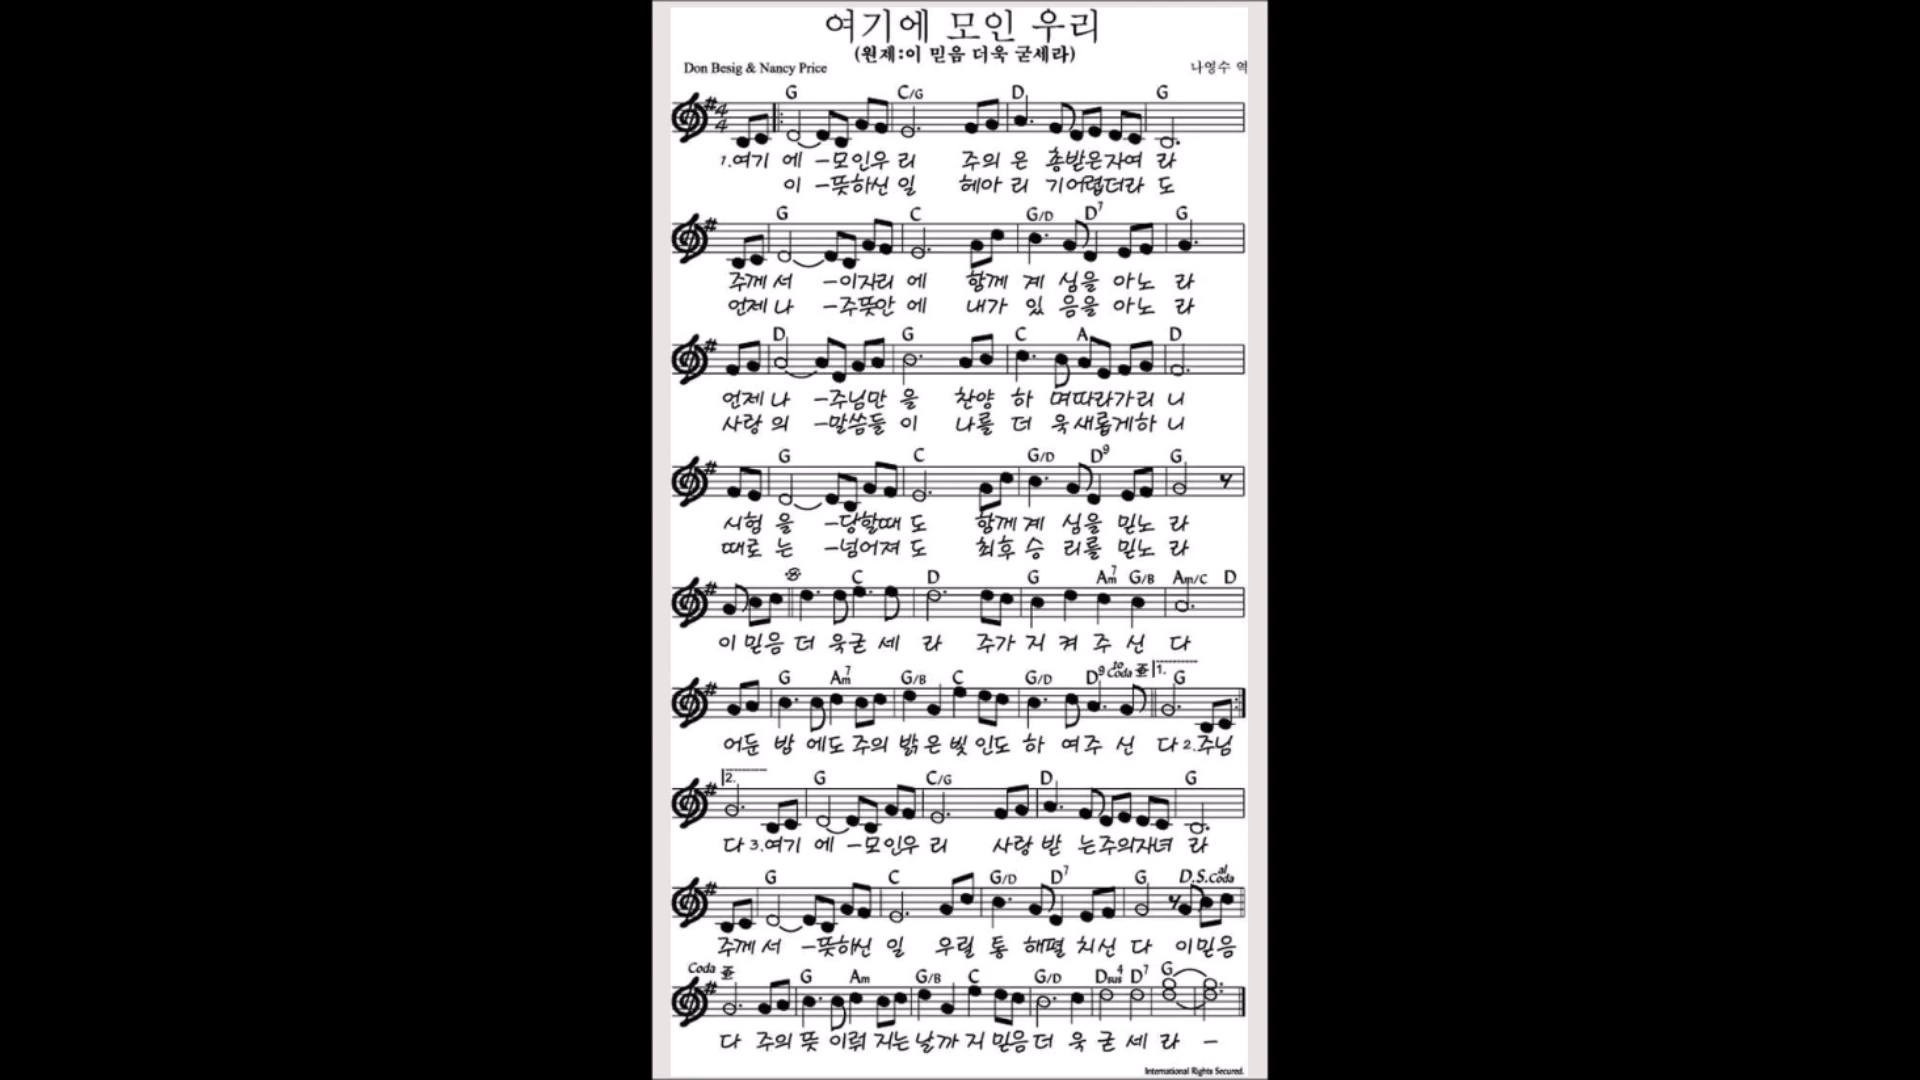 여기에 모인 우리
(원제:이 믿음 더욱 굳세라)
Don Besig & Nancy Price
나영수 역
G C/G D G
1.여기 에 -모인우 리 주의 은 총받은자여 라
이 -뜻하신 일 헤아 리 기어렵더라 도
G C G/D D7 G
주께 서 -이자리 에 함께 계 심을 아노 라
언제 나 -주뜻안 에 내가 있 음을 아노 라
D G C A D
언제 나 -주님만 을 찬양 하 며따라가리 니
사랑 의 -말씀들 이 나를 더 욱새롭게하 니
G C G/D D9 G
시험 을 -당할때 도 함께 계 심을 믿노 라
때로 는 -넘어져 도 최후 승 리를 믿노 라
C D G Am7 G/B Am/C D
이 믿음 더 욱굳 세 라 주가 지 켜 주 신 다
G Am7 G/B C G/D D9 to Coda 1. G
어둔 밤 에도 주의 밝 은 빛 인도 하 여주 신 다 2.주님
2. G C/G D G
다 3.여기 에 -모인우 리 사랑 받 는주의자녀 라
G C G/D D7 G D.S. al Coda
주께 서 -뜻하신 일 우릴 통 해펼 치신 다 이믿음
Coda G Am G/B C G/D Dsus4 D7 G
다 주의 뜻 이뤄 지는 날까 지 믿음 더 욱 굳 세 라 -
International Rights Secured.